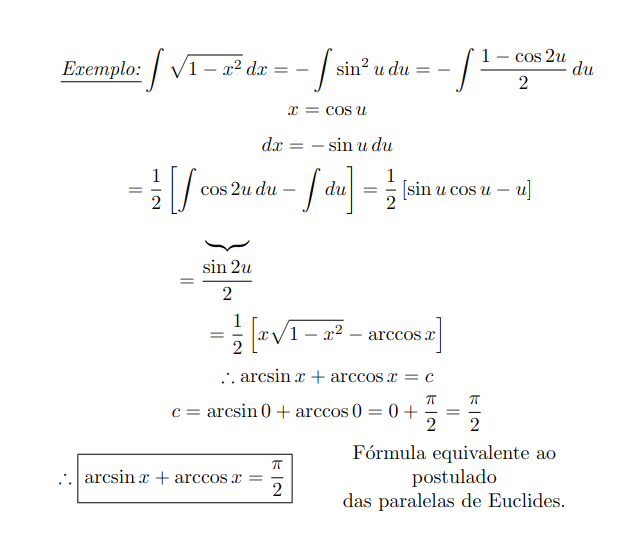 Exemplo: ∫ √(1 − x²) dx = − ∫ sin² u du = − ∫ (1 − cos 2u)/2 du
x = cos u
dx = − sin u du
= 1/2 [∫ cos 2u du − ∫ du] = 1/2 [sin u cos u − u]
= sin 2u/2
= 1/2 [x√(1 − x²) − arccos x]
∴ arcsin x + arccos x = c
c = arcsin 0 + arccos 0 = 0 + π/2 = π/2
∴ arcsin x + arccos x = π/2
Fórmula equivalente ao
postulado
das paralelas de Euclides.